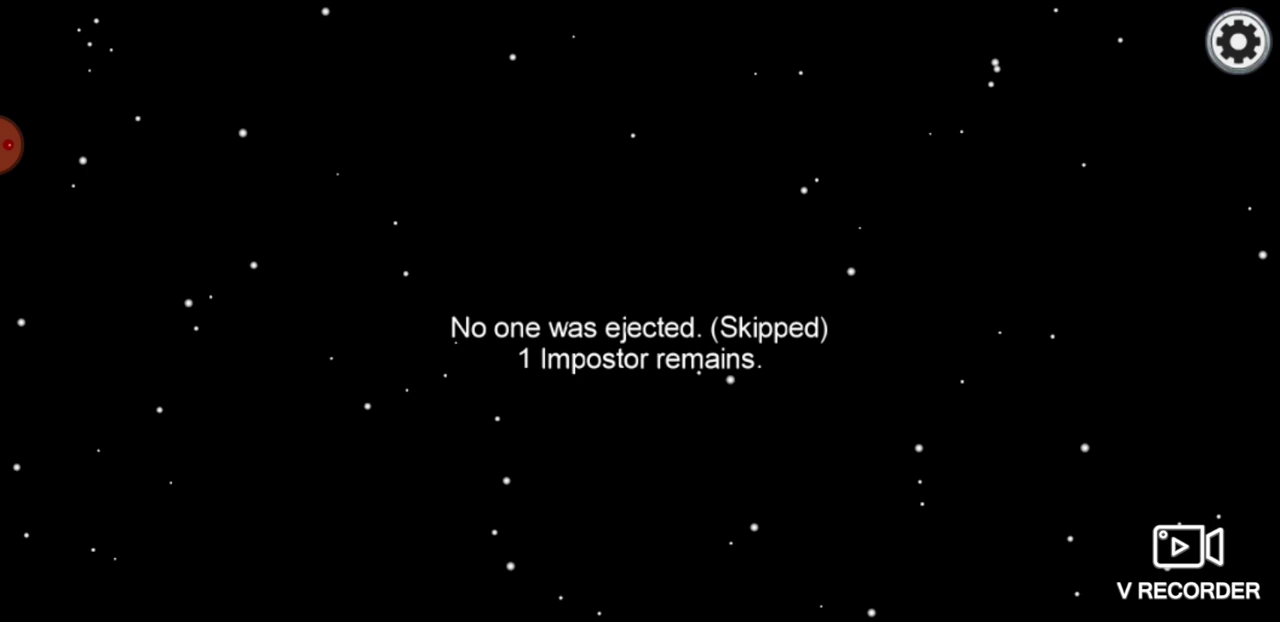 No one was ejected. (Skipped)
1 Impostor remains.
V RECORDER